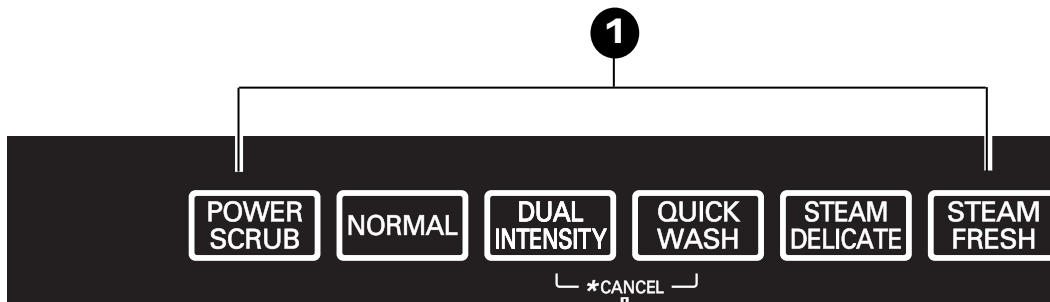 1
POWER
SCRUB
NORMAL
DUAL
INTENSITY
QUICK
WASH
STEAM
DELICATE
STEAM
FRESH
*CANCEL